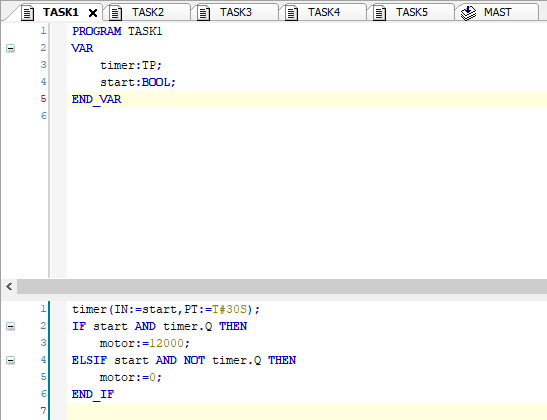 TASK1 TASK2 TASK3 TASK4 TASK5 MAST
1 PROGRAM TASK1
2 VAR
3 timer:TP;
4 start:BOOL;
5 END_VAR
6
1 timer(IN:=start,PT:=T#30S);
2 IF start AND timer.Q THEN
3 motor:=12000;
4 ELSIF start AND NOT timer.Q THEN
5 motor:=0;
6 END_IF
7